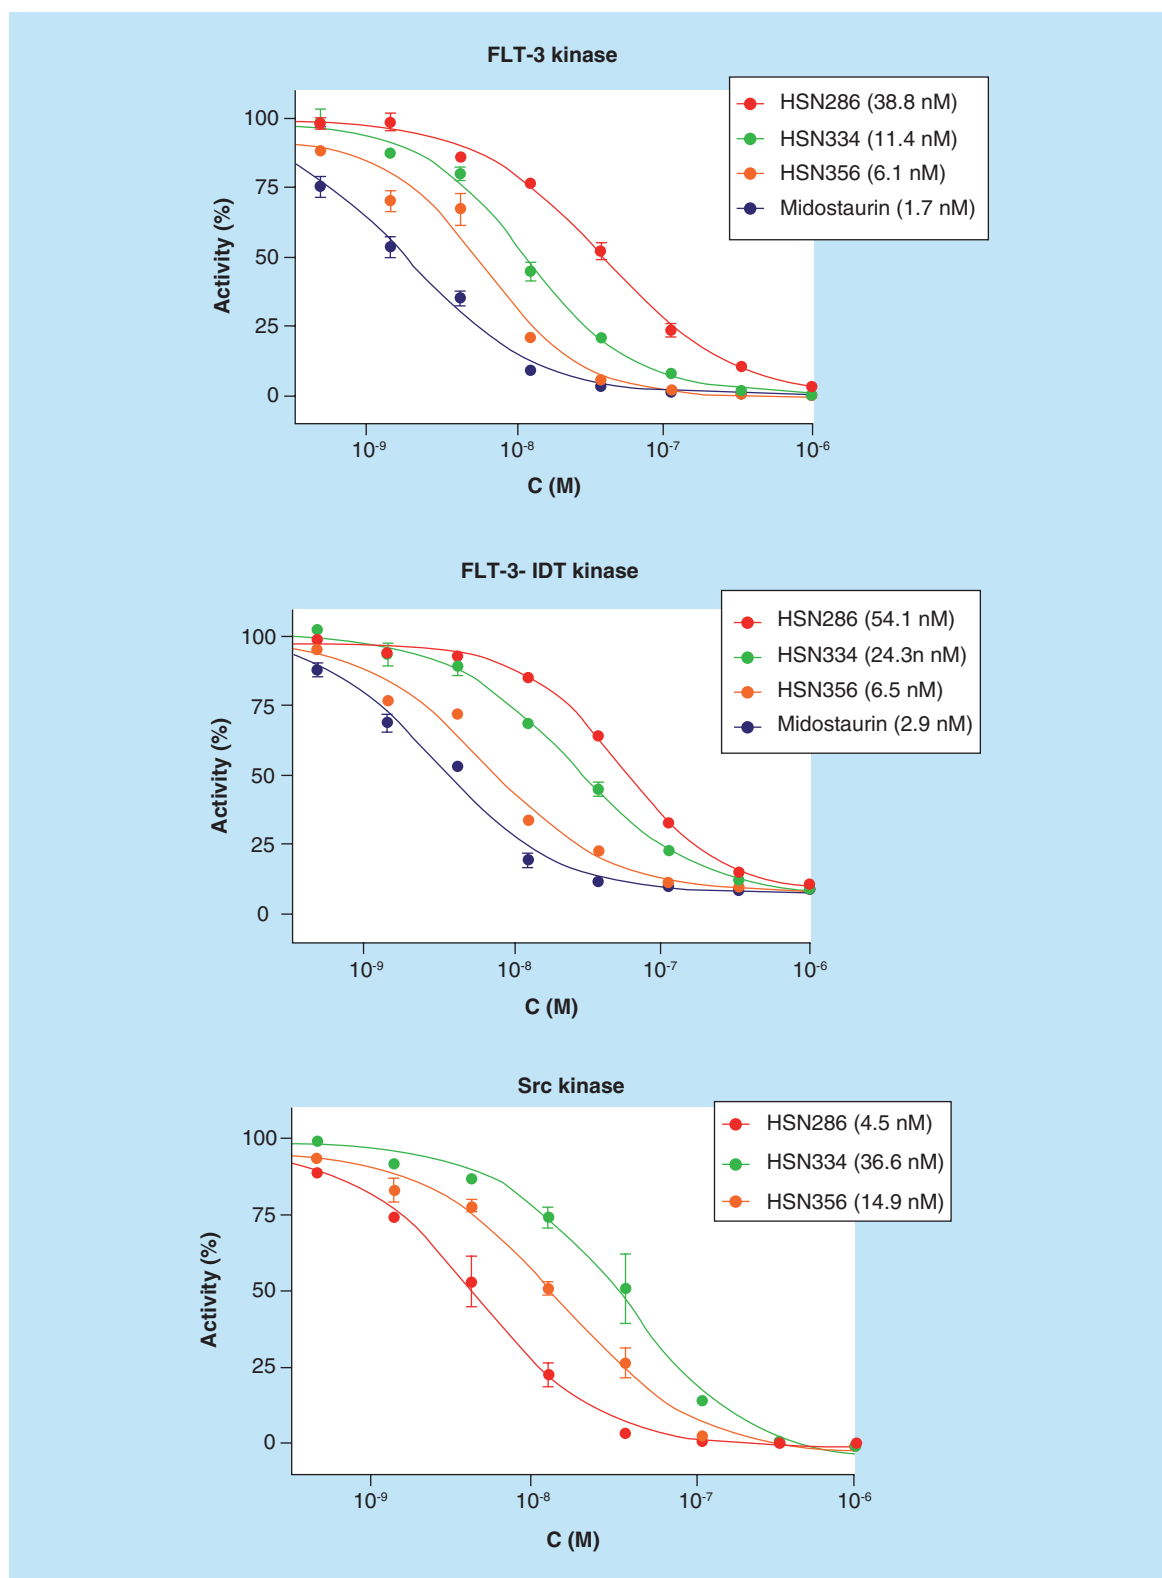 FLT-3 kinase
HSN286 (38.8 nM)
HSN334 (11.4 nM)
HSN356 (6.1 nM)
Midostaurin (1.7 nM)
Activity (%)
100
75
50
25
0
10-9
10-8
10-7
10-6
C (M)
FLT-3- IDT kinase
HSN286 (54.1 nM)
HSN334 (24.3n nM)
HSN356 (6.5 nM)
Midostaurin (2.9 nM)
Activity (%)
100
75
50
25
0
10-9
10-8
10-7
10-6
C (M)
Src kinase
HSN286 (4.5 nM)
HSN334 (36.6 nM)
HSN356 (14.9 nM)
Activity (%)
100
75
50
25
0
10-9
10-8
10-7
10-6
C (M)